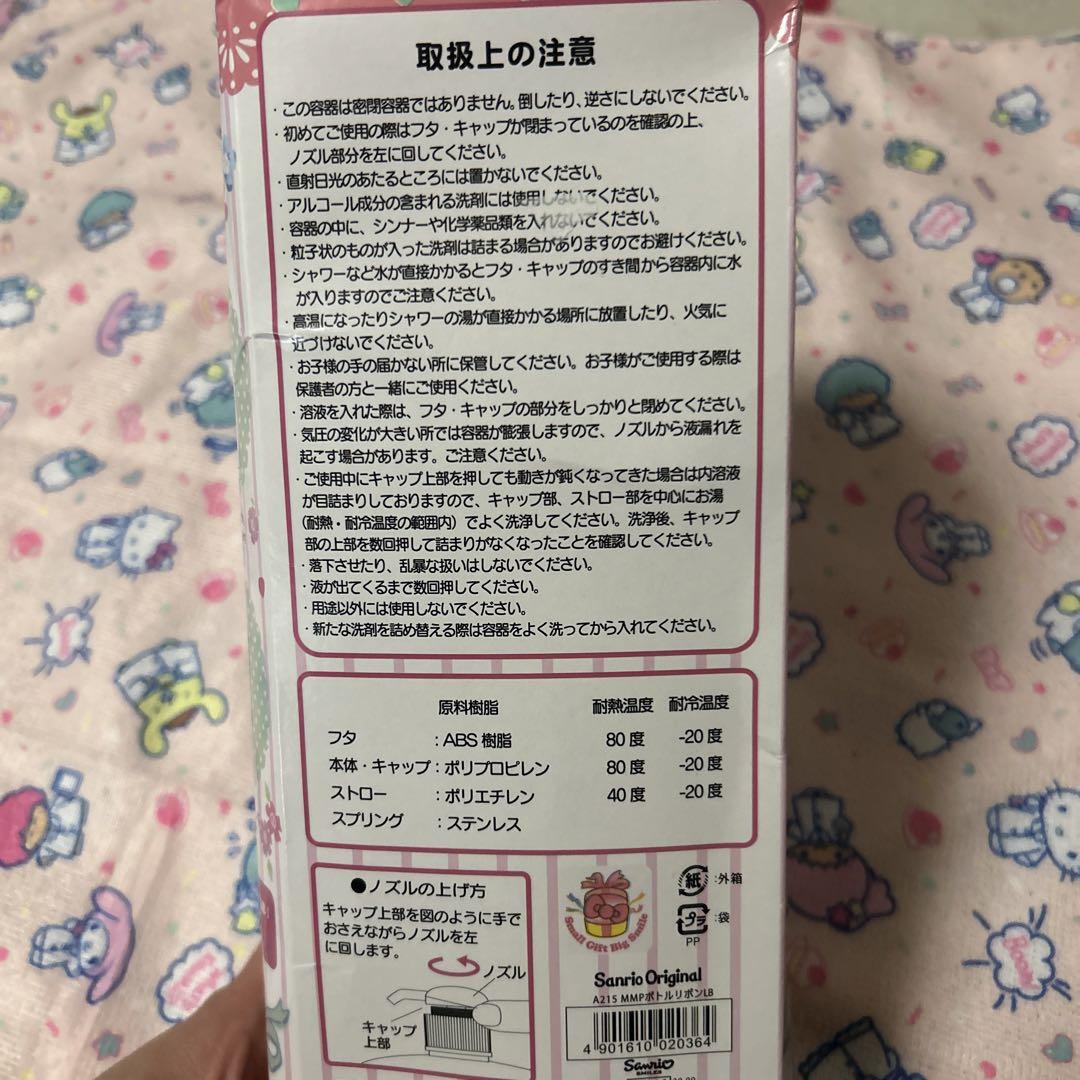 取扱上の注意
・この容器は密閉容器ではありません。倒したり、逆さにしないでください。
・初めてご使用の際はフタ・キャップが閉まっているのを確認の上、
ノズル部分を左に回してください。
・直射日光のあたるところには置かないでください。
・アルコール成分の含まれる洗剤には使用しないでください。
・容器の中に、シンナーや化学薬品類を入れないでください。
・粒子状のものが入った洗剤は詰まる場合がありますのでお避けください。
・シャワーなど水が直接かかるとフタ・キャップのすき間から容器内に水
が入りますのでご注意ください。
・高温になったりシャワーの湯が直接かかる場所に放置したり、火気に
近づけないでください。
・お子様の手の届かない所に保管してください。お子様がご使用する際は
保護者の方と一緒にご使用ください。
・溶液を入れた際は、フタ・キャップの部分をしっかりと閉めてください。
・気圧の変化が大きい所では容器が膨張しますので、ノズルから液漏れを
起こす場合があります。ご注意ください。
・ご使用中にキャップ上部を押しても動きが鈍くなってきた場合は内溶液
が目詰まりしておりますので、キャップ部、ストロー部を中心にお湯
（耐熱・耐冷温度の範囲内）でよく洗浄してください。洗浄後、キャップ
部の上部を数回押して詰まりがなくなったことを確認してください。
・落下させたり、乱暴な扱いはしないでください。
・液が出てくるまで数回押してください。
・用途以外には使用しないでください。
・新たな洗剤を詰め替える際は容器をよく洗ってから入れてください。
原料樹脂 耐熱温度 耐冷温度
フタ ：ABS 樹脂 80 度 -20 度
本体・キャップ：ポリプロピレン 80 度 -20 度
ストロー ：ポリエチレン 40 度 -20 度
スプリング ：ステンレス
●ノズルの上げ方
キャップ上部を図のように手で
おさえながらノズルを左
に回します。
ノズル
キャップ
上部
Small Gift Big Smile
紙 ：外箱
プラ ：袋
PP
Sanrio Original
A215 MMPボトルリボンLB
4 901610 020364
Sanrio
SMILES